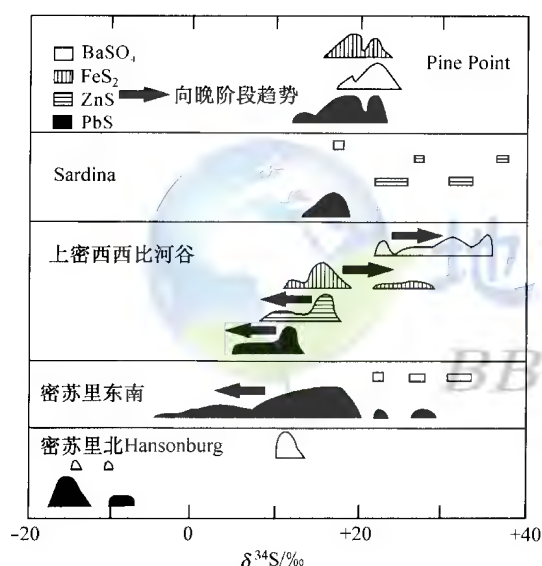 BaSO₄
Pine Point
FeS₂
ZnS
向晚阶段趋势
PbS
Sardina
上密西西比河谷
地
BB
密苏里东南
密苏里北Hansonburg
-20 0 +20 +40
δ³⁴S/‰